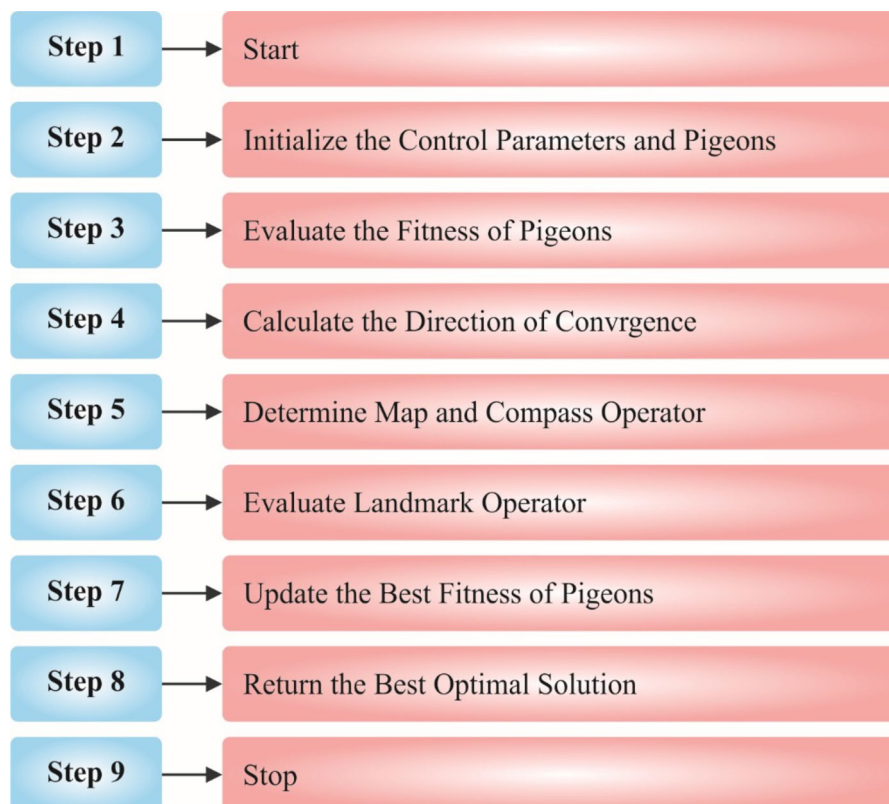 Step 1 Start
Step 2 Initialize the Control Parameters and Pigeons
Step 3 Evaluate the Fitness of Pigeons
Step 4 Calculate the Direction of Convrgence
Step 5 Determine Map and Compass Operator
Step 6 Evaluate Landmark Operator
Step 7 Update the Best Fitness of Pigeons
Step 8 Return the Best Optimal Solution
Step 9 Stop